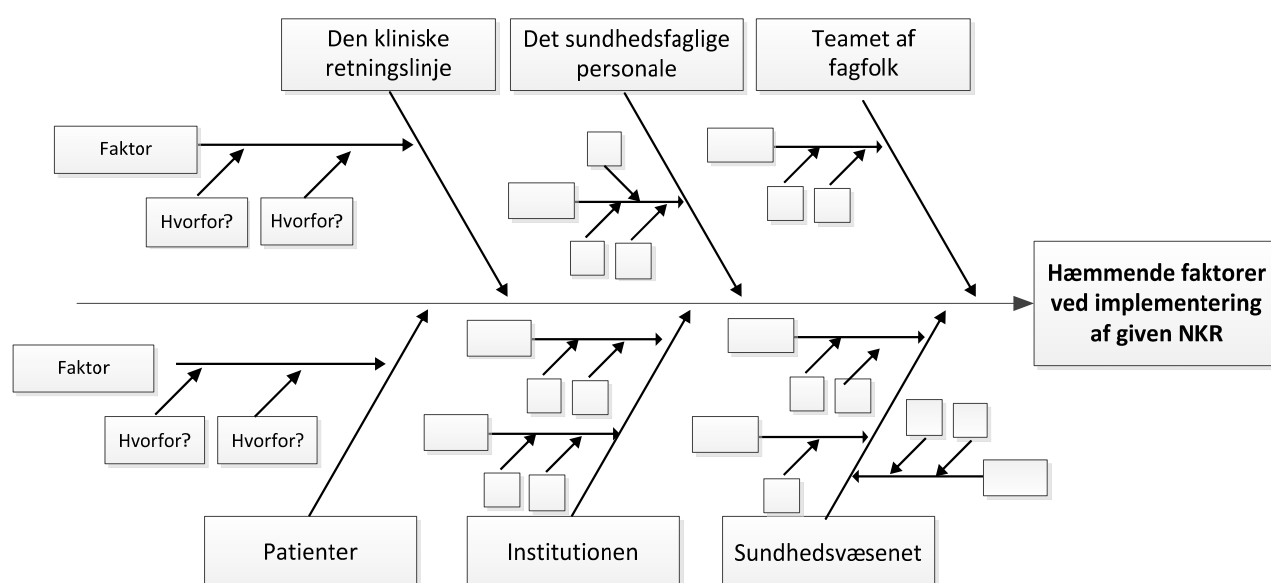 Den kliniske
retningslinje
Det sundhedsfaglige
personale
Teamet af
fagfolk
Faktor
Hvorfor?
Hvorfor?
Hæmmende faktorer
ved implementering
af given NKR
Faktor
Hvorfor?
Hvorfor?
Patienter
Institutionen
Sundhedsvæsenet